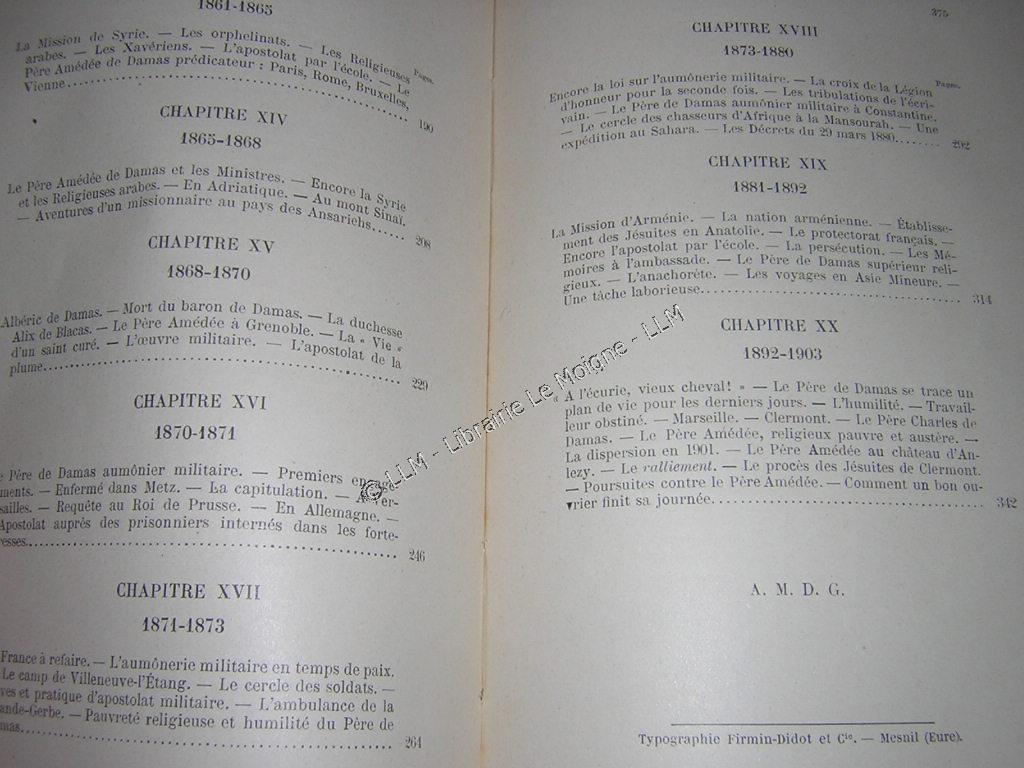 1861-1865
Pages.
La Mission de Syrie. — Les orphelinats. — Les Religieuses
arabes. — Les Xavériens. — L'apostolat par l'école. — Le
Père Amédée de Damas prédicateur : Paris, Rome, Bruxelles,
Vienne........ 190
CHAPITRE XIV
1865-1868
Le Père Amédée de Damas et les Ministres. — Encore la Syrie
et les Religieuses arabes. — En Adriatique. — Au mont Sinaï.
— Aventures d'un missionnaire au pays des Ansariehs..... 208
CHAPITRE XV
1868-1870
Albéric de Damas. — Mort du baron de Damas. — La duchesse
Alix de Blacas. — Le Père Amédée à Grenoble. — La « Vie »
d'un saint curé. — L'œuvre militaire. — L'apostolat de la
plume........ 229
CHAPITRE XVI
1870-1871
e Père de Damas aumônier militaire. — Premiers engage-
ments. — Enfermé dans Metz. — La capitulation. — A Ver-
sailles. — Requête au Roi de Prusse. — En Allemagne. —
Apostolat auprès des prisonniers internés dans les forte-
resses........ 246
CHAPITRE XVII
1871-1873
France à refaire. — L'aumônerie militaire en temps de paix.
Le camp de Villeneuve-l'Étang. — Le cercle des soldats. —
ves et pratique d'apostolat militaire. — L'ambulance de la
ande-Gerbe. — Pauvreté religieuse et humilité du Père de
mas........ 264
375
CHAPITRE XVIII
1873-1880
Pages.
Encore la loi sur l'aumônerie militaire. — La croix de la Légion
d'honneur pour la seconde fois. — Les tribulations de l'écri-
vain. — Le Père de Damas aumônier militaire à Constantine.
— Le cercle des chasseurs d'Afrique à la Mansourah. — Une
expédition au Sahara. — Les Décrets du 29 mars 1880........ 292
CHAPITRE XIX
1881-1892
La Mission d'Arménie. — La nation arménienne. — Établisse-
ment des Jésuites en Anatolie. — Le protectorat français. —
Encore l'apostolat par l'école. — La persécution. — Les Mé-
moires à l'ambassade. — Le Père de Damas supérieur reli-
gieux. — L'anachorète. — Les voyages en Asie Mineure. —
Une tâche laborieuse........ 314
CHAPITRE XX
1892-1903
« A l'écurie, vieux cheval! » — Le Père de Damas se trace un
plan de vie pour les derniers jours. — L'humilité. — Travail-
leur obstiné. — Marseille. — Clermont. — Le Père Charles de
Damas. — Le Père Amédée, religieux pauvre et austère. —
La dispersion en 1901. — Le Père Amédée au château d'An-
lezy. — Le ralliement. — Le procès des Jésuites de Clermont.
— Poursuites contre le Père Amédée. — Comment un bon ou-
vrier finit sa journée........ 342
A. M. D. G.
Typographie Firmin-Didot et Cie. — Mesnil (Eure).
© LLM - Librairie Le Moigne - LLM